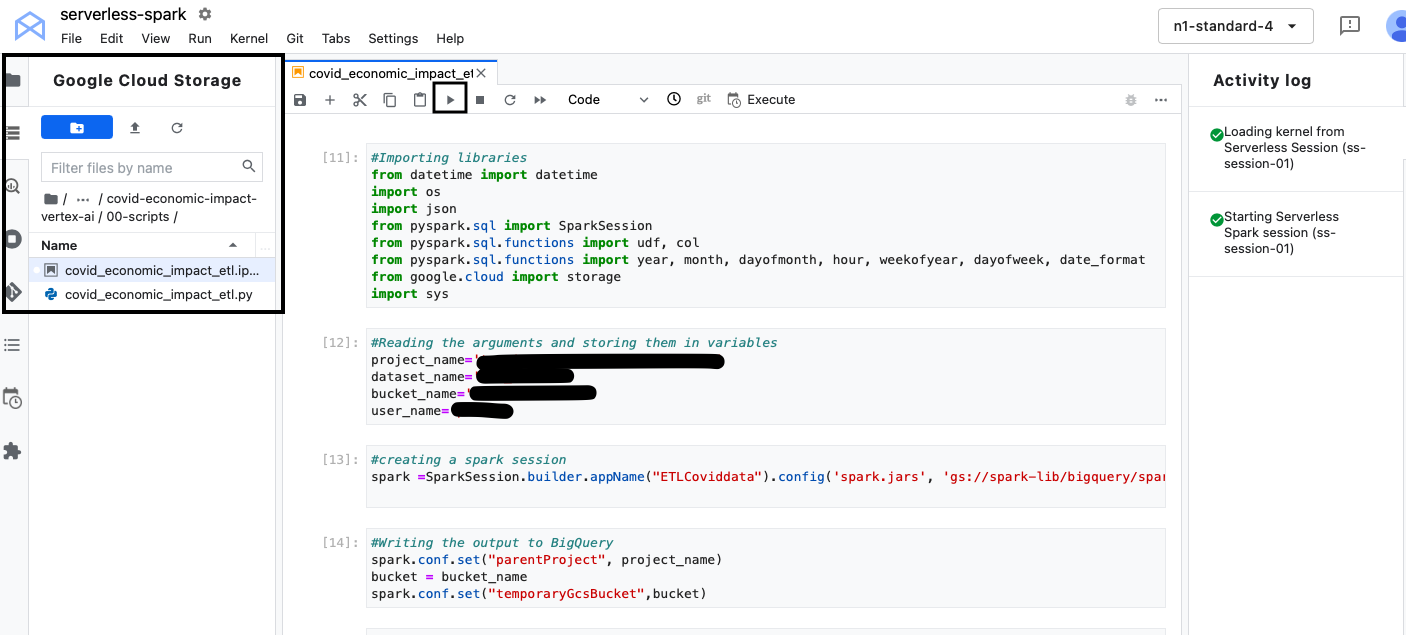 serverless-spark
File Edit View Run Kernel Git Tabs Settings Help
n1-standard-4
Google Cloud Storage
Filter files by name
/ ... / covid-economic-impact-
vertex-ai / 00-scripts /
Name
...
covid_economic_impact_etl.ip...
covid_economic_impact_etl.py
covid_economic_impact_et
Code
git
Execute
[11]:
#Importing libraries
from datetime import datetime
import os
import json
from pyspark.sql import SparkSession
from pyspark.sql.functions import udf, col
from pyspark.sql.functions import year, month, dayofmonth, hour, weekofyear, dayofweek, date_format
from google.cloud import storage
import sys
[12]:
#Reading the arguments and storing them in variables
project_name='
dataset_name='
bucket_name='
user_name=
[13]:
#creating a spark session
spark =SparkSession.builder.appName("ETLCoviddata").config('spark.jars', 'gs://spark-lib/bigquery/spar
[14]:
#Writing the output to BigQuery
spark.conf.set("parentProject", project_name)
bucket = bucket_name
spark.conf.set("temporaryGcsBucket",bucket)
Activity log
Loading kernel from
Serverless Session (ss-
session-01)
Starting Serverless
Spark session (ss-
session-01)